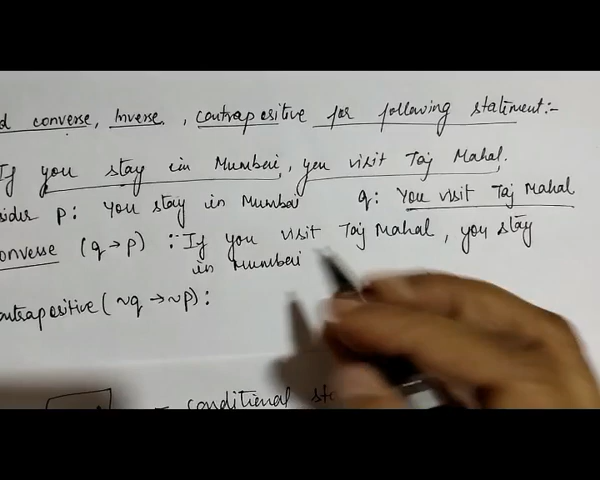 d converse, Inverse, contrapositive for following statement:-
If you stay in Mumbai, you visit Taj Mahal.
sider p: you stay in Mumbai q: You visit Taj Mahal
onverse (q→p) : If you visit Taj Mahal, you stay
in Mumbai
ontrapositive (~q → ~p) :
conditional